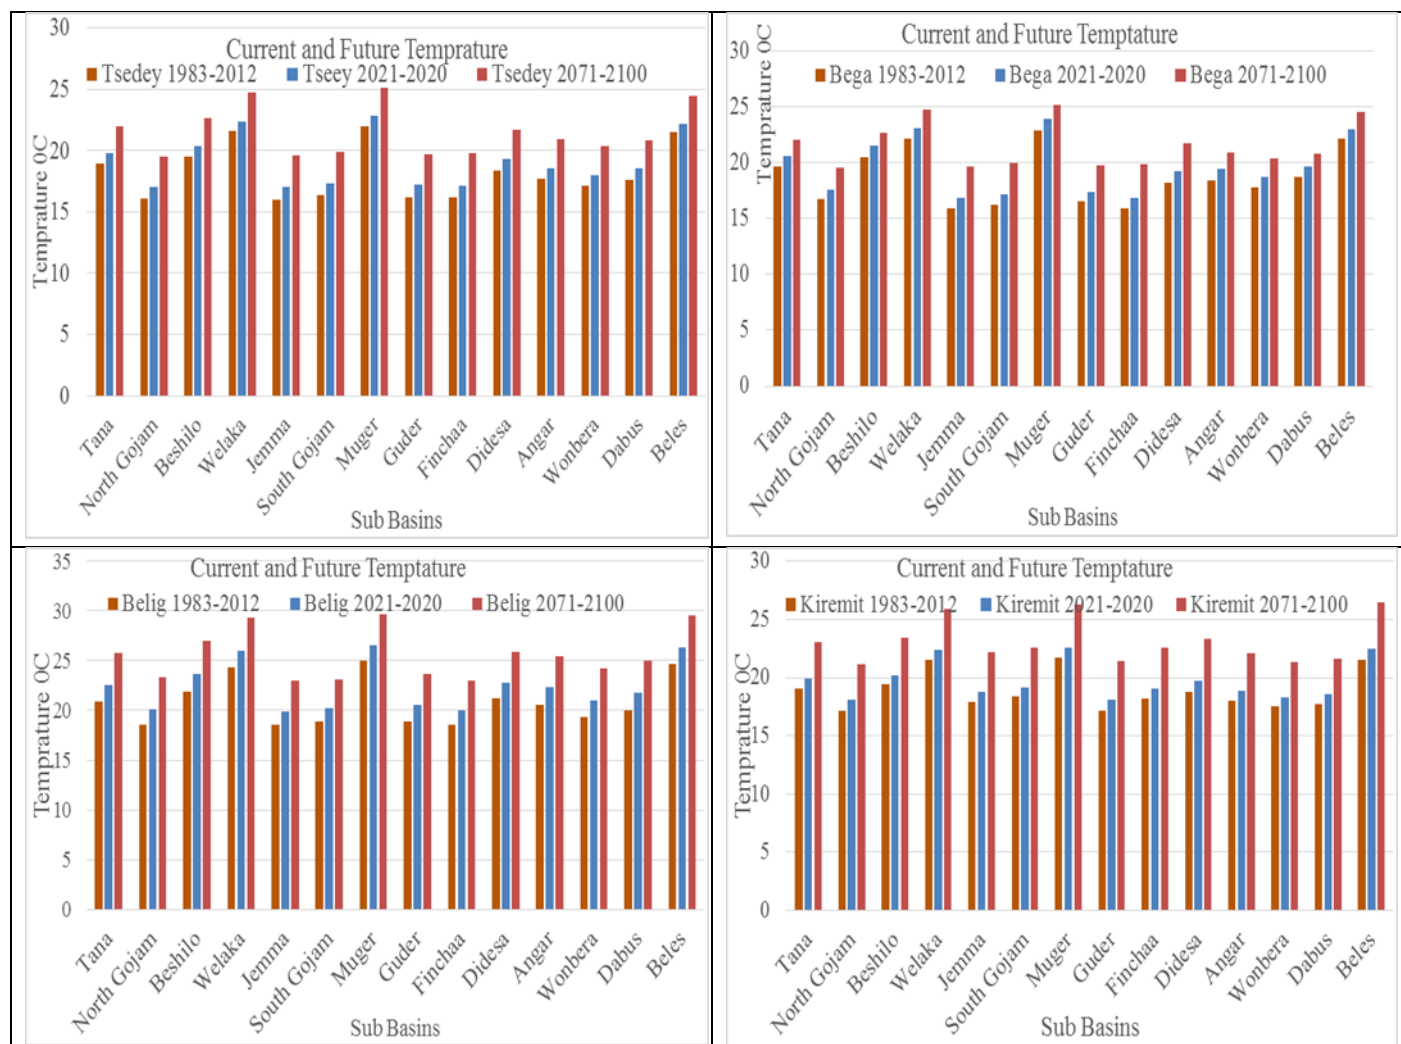 Current and Future Temprature
Tsedey 1983-2012 Tseey 2021-2020 Tsedey 2071-2100
Temprature 0C
30
25
20
15
10
5
0
Tana
North Gojam
Beshilo
Welaka
Jemma
South Gojam
Muger
Guder
Finchaa
Didesa
Angar
Wonbera
Dabus
Beles
Sub Basins
Current and Future Temptature
Bega 1983-2012 Bega 2021-2020 Bega 2071-2100
Temprature 0C
30
25
20
15
10
5
0
Tana
North Gojam
Beshilo
Welaka
Jemma
South Gojam
Muger
Guder
Finchaa
Didesa
Angar
Wonbera
Dabus
Beles
Sub Basins
Current and Future Temptature
Belig 1983-2012 Belig 2021-2020 Belig 2071-2100
Temprature 0C
35
30
25
20
15
10
5
0
Tana
North Gojam
Beshilo
Welaka
Jemma
South Gojam
Muger
Guder
Finchaa
Didesa
Angar
Wonbera
Dabus
Beles
Sub Basins
Current and Future Temptature
Kiremit 1983-2012 Kiremit 2021-2020 Kiremit 2071-2100
Temprature 0C
30
25
20
15
10
5
0
Tana
North Gojam
Beshilo
Welaka
Jemma
South Gojam
Muger
Guder
Finchaa
Didesa
Angar
Wonbera
Dabus
Beles
Sub Basins